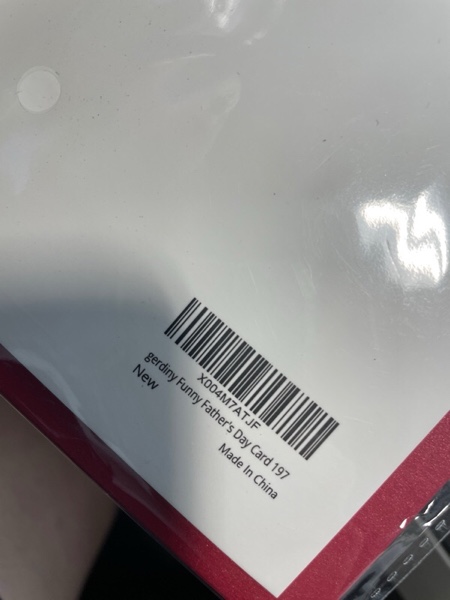 X004M7ATJF
gerdiny Funny Father's Day Card 197
New
Made In China